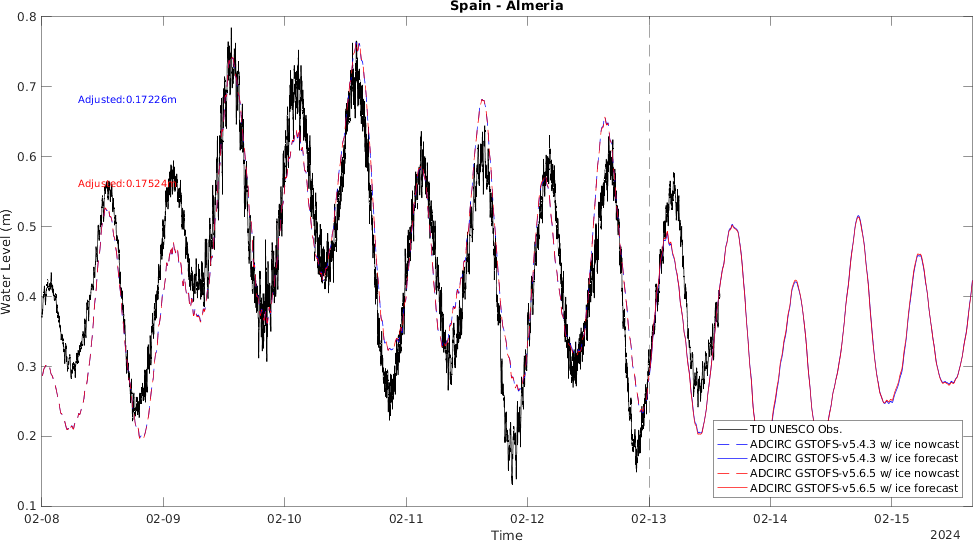 Spain - Almeria
0.8
0.7
0.6
0.5
0.4
0.3
0.2
0.1
Water Level (m)
Adjusted:0.17226m
Adjusted:0.17524m
TD UNESCO Obs.
ADCIRC GSTOFS-v5.4.3 w/ ice nowcast
ADCIRC GSTOFS-v5.4.3 w/ ice forecast
ADCIRC GSTOFS-v5.6.5 w/ ice nowcast
ADCIRC GSTOFS-v5.6.5 w/ ice forecast
02-08 02-09 02-10 02-11 02-12 02-13 02-14 02-15
Time
2024